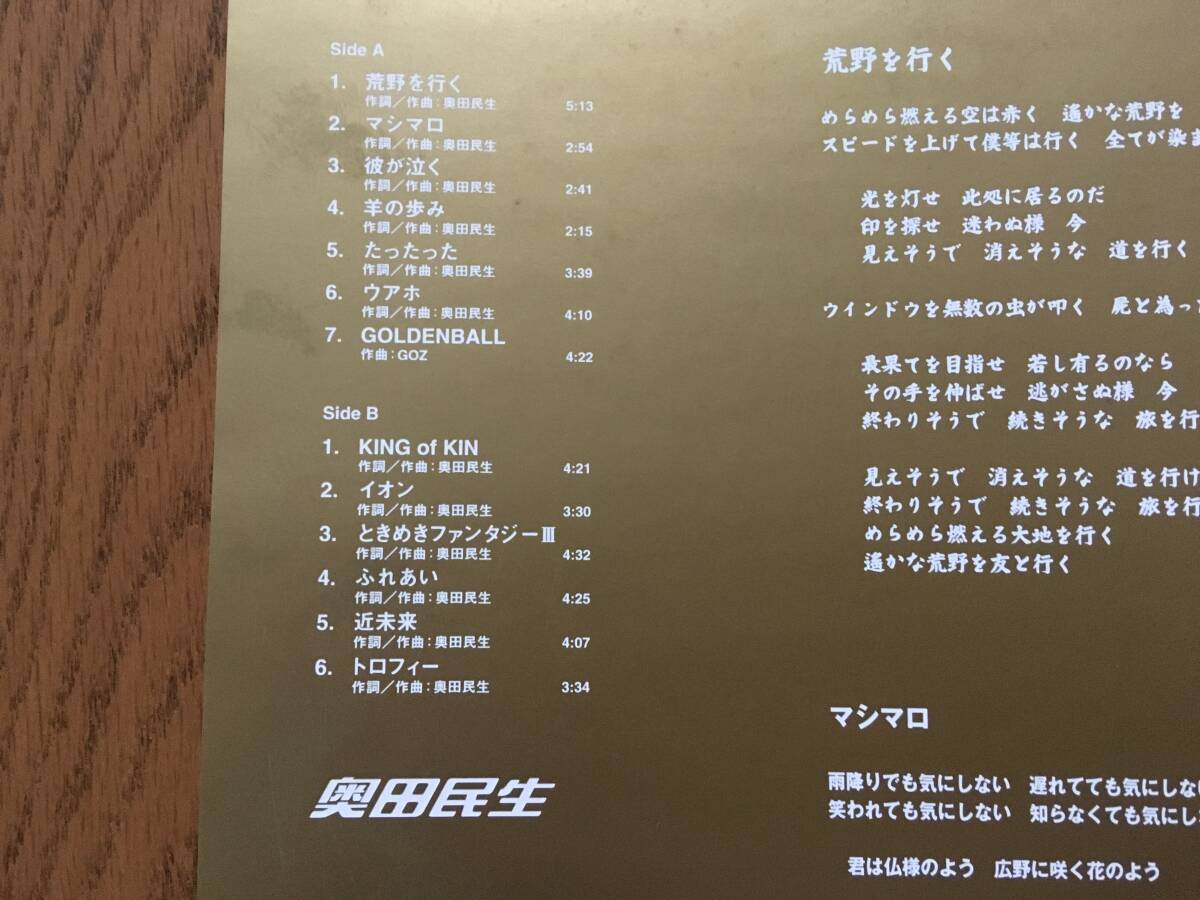 Side A
1. 荒野を行く
作詞／作曲：奥田民生 5:13
2. マシマロ
作詞／作曲：奥田民生 2:54
3. 彼が泣く
作詞／作曲：奥田民生 2:41
4. 羊の歩み
作詞／作曲：奥田民生 2:15
5. たったった
作詞／作曲：奥田民生 3:39
6. ウアホ
作詞／作曲：奥田民生 4:10
7. GOLDENBALL
作曲：GOZ 4:22
Side B
1. KING of KIN
作詞／作曲：奥田民生 4:21
2. イオン
作詞／作曲：奥田民生 3:30
3. ときめきファンタジーⅢ
作詞／作曲：奥田民生 4:32
4. ふれあい
作詞／作曲：奥田民生 4:25
5. 近未来
作詞／作曲：奥田民生 4:07
6. トロフィー
作詞／作曲：奥田民生 3:34
奥田民生
荒野を行く
めらめら燃える空は赤く 遙かな荒野を
スピードを上げて僕等は行く 全てが染ま
光を灯せ 此処に居るのだ
印を探せ 迷わぬ様 今
見えそうで 消えそうな 道を行く
ウインドウを無数の虫が叩く 屍と為っ
最果てを目指せ 若し有るのなら
その手を伸ばせ 逃がさぬ様 今
終わりそうで 続きそうな 旅を行
見えそうで 消えそうな 道を行け
終わりそうで 続きそうな 旅を行
めらめら燃える大地を行く
遙かな荒野を友と行く
マシマロ
雨降りでも気にしない 遅れてても気にしない
笑われても気にしない 知らなくても気にし
君は仏様のよう 広野に咲く花のよう